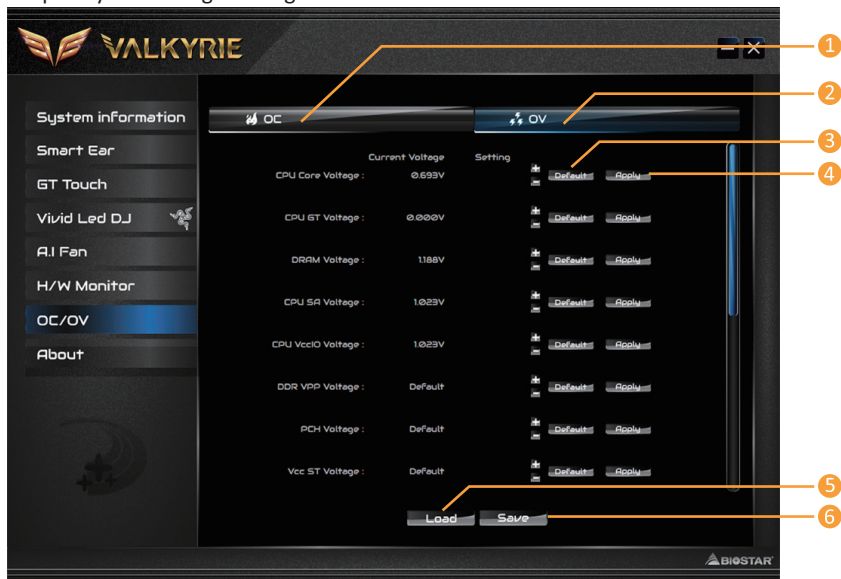 VALKYRIE
1
2
OC
OV
3
4
5
6
System information
Smart Ear
GT Touch
Vivid Led DJ
A.I Fan
H/W Monitor
OC/OV
About
Current Voltage Setting
CPU Core Voltage : 0.693V + - Default Apply
CPU GT Voltage : 0.000V + - Default Apply
DRAM Voltage : 1.188V + - Default Apply
CPU SA Voltage : 1.023V + - Default Apply
CPU VccIO Voltage : 1.023V + - Default Apply
DDR VPP Voltage : Default + - Default Apply
PCH Voltage : Default + - Default Apply
Vcc ST Voltage : Default + - Default Apply
Load Save
BIOSTAR